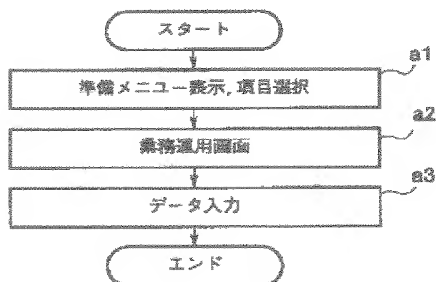 スタート
a1
準備メニュー表示,項目選択
a2
業務運用画面
a3
データ入力
エンド